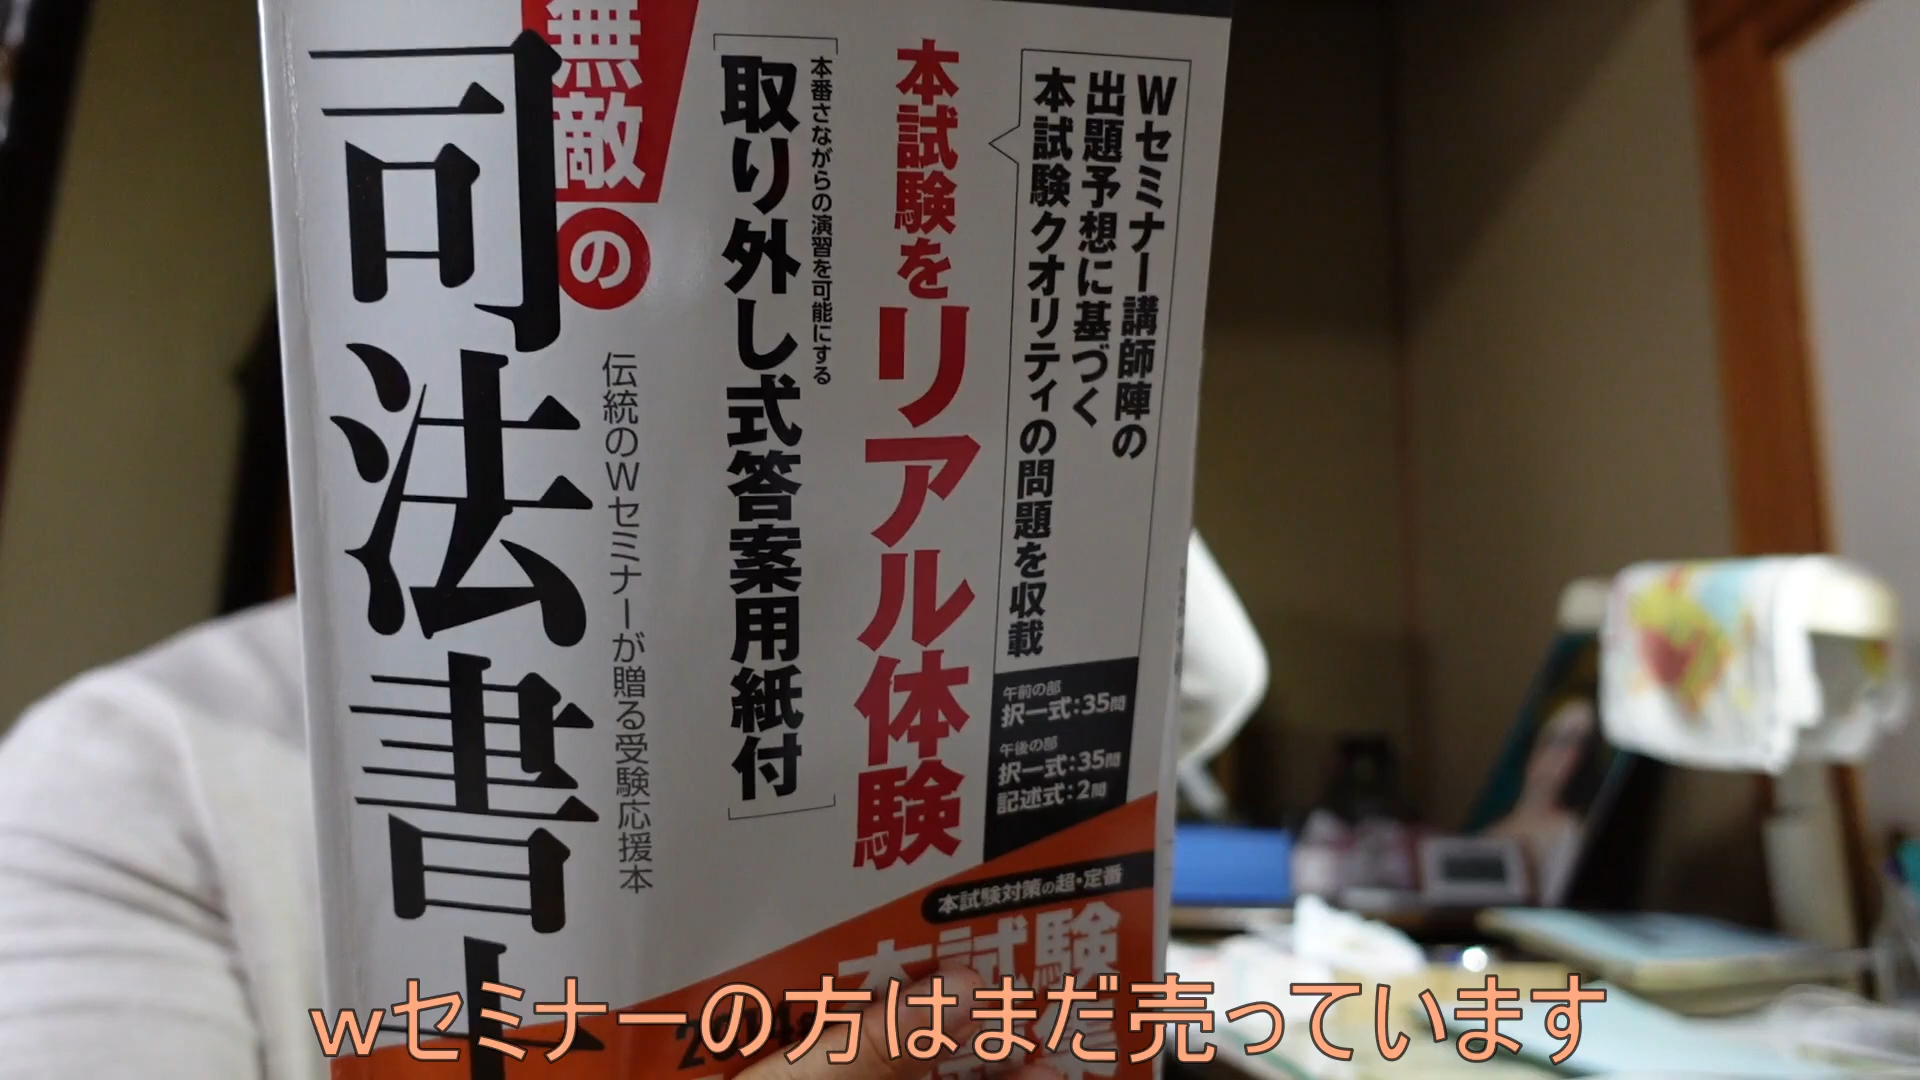 Wセミナー講師陣の
出題予想に基づく
本試験クオリティの問題を収載
午前の部
択一式:35問
午後の部
択一式:35問
記述式:2問
本試験をリアル体験
本番さながらの演習を可能にする
取り外し式答案用紙付
無敵の
司法書士
伝統のWセミナーが贈る受験応援本
本試験対策の超・定番
本試験
wセミナーの方はまだ売っています